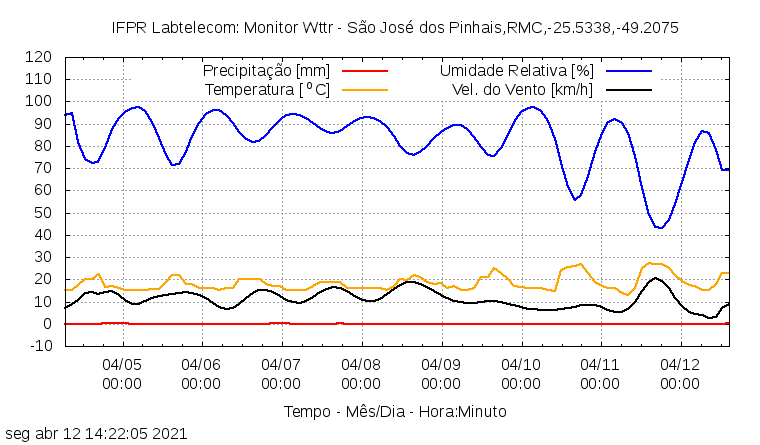 IFPR Labtelecom: Monitor Wttr - São José dos Pinhais,RMC,-25.5338,-49.2075
Precipitação [mm]
Temperatura [⁰C]
Umidade Relativa [%]
Vel. do Vento [km/h]
120
110
100
90
80
70
60
50
40
30
20
10
0
-10
04/05 04/06 04/07 04/08 04/09 04/10 04/11 04/12
00:00 00:00 00:00 00:00 00:00 00:00 00:00 00:00
Tempo - Mês/Dia - Hora:Minuto
seg abr 12 14:22:05 2021